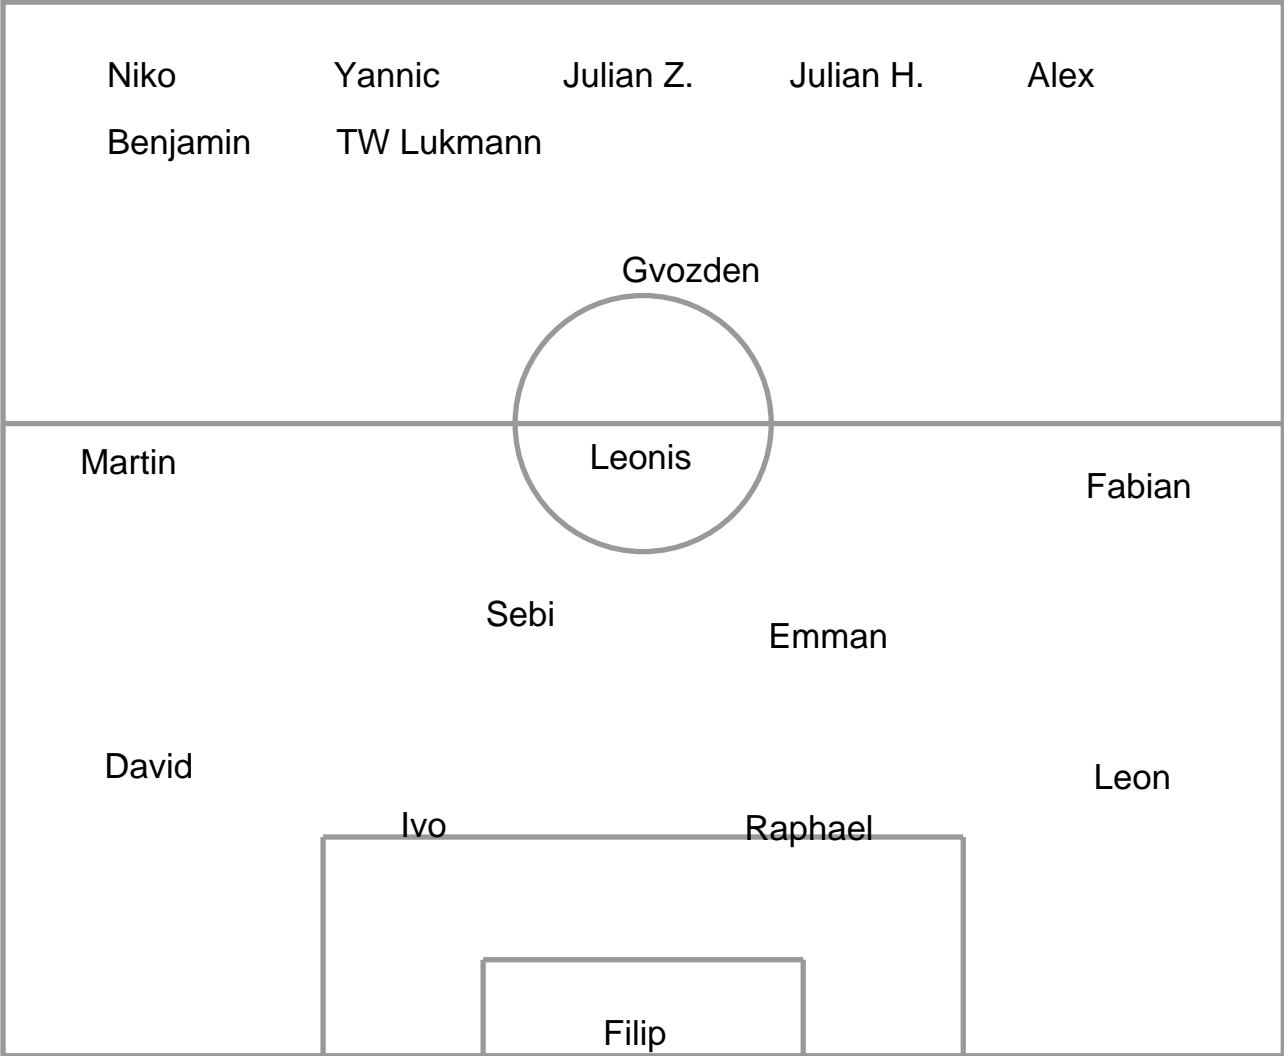 Niko Yannic Julian Z. Julian H. Alex
Benjamin TW Lukmann
Gvozden
Martin Leonis Fabian
Sebi Emman
David Leon
Ivo Raphael
Filip